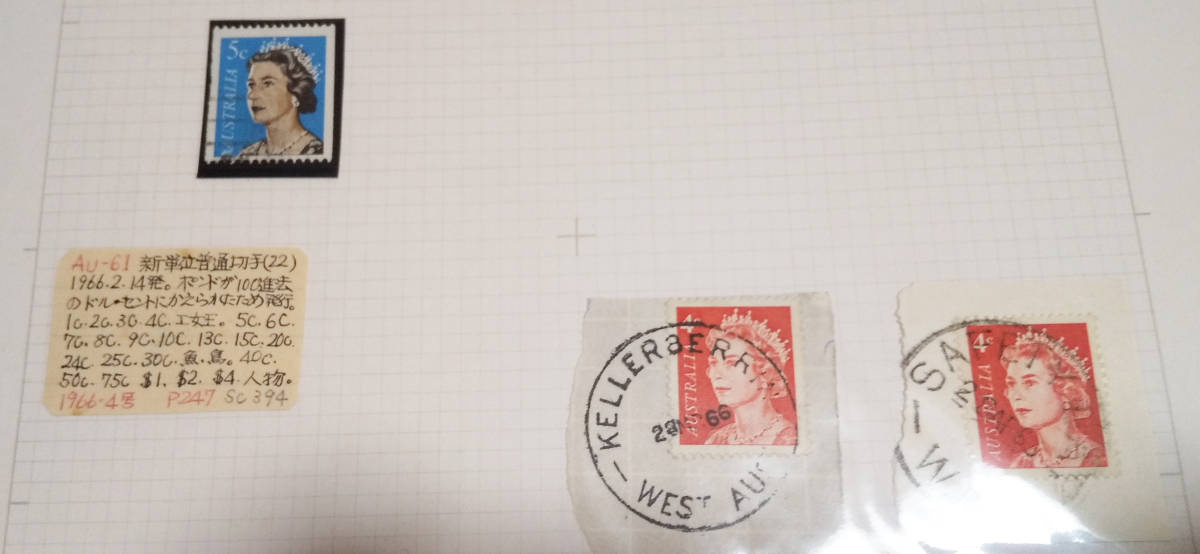 5c
AUSTRALIA
Au-61 新単位普通切手(22)
1966.2.14発。ポンドが10進法
のドル・セントにかえられたため発行。
1c.2c.3c.4c.エ女王。5c.6c.
7c.8c.9c.10c.13c.15c.20c.
24c.25c.30c.魚.鳥。40c.
50c.75c $1.$2.$4.人物。
1966-4号 P247 SC394
4c
AUSTRALIA
KELLERBERRIN
66
WEST AUS
4c
AUSTRALIA